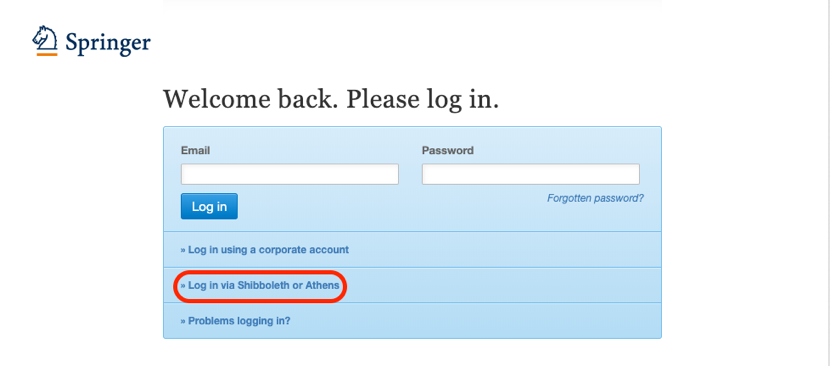 Springer
Welcome back. Please log in.
Email
Password
Forgotten password?
Log in
» Log in using a corporate account
» Log in via Shibboleth or Athens
» Problems logging in?